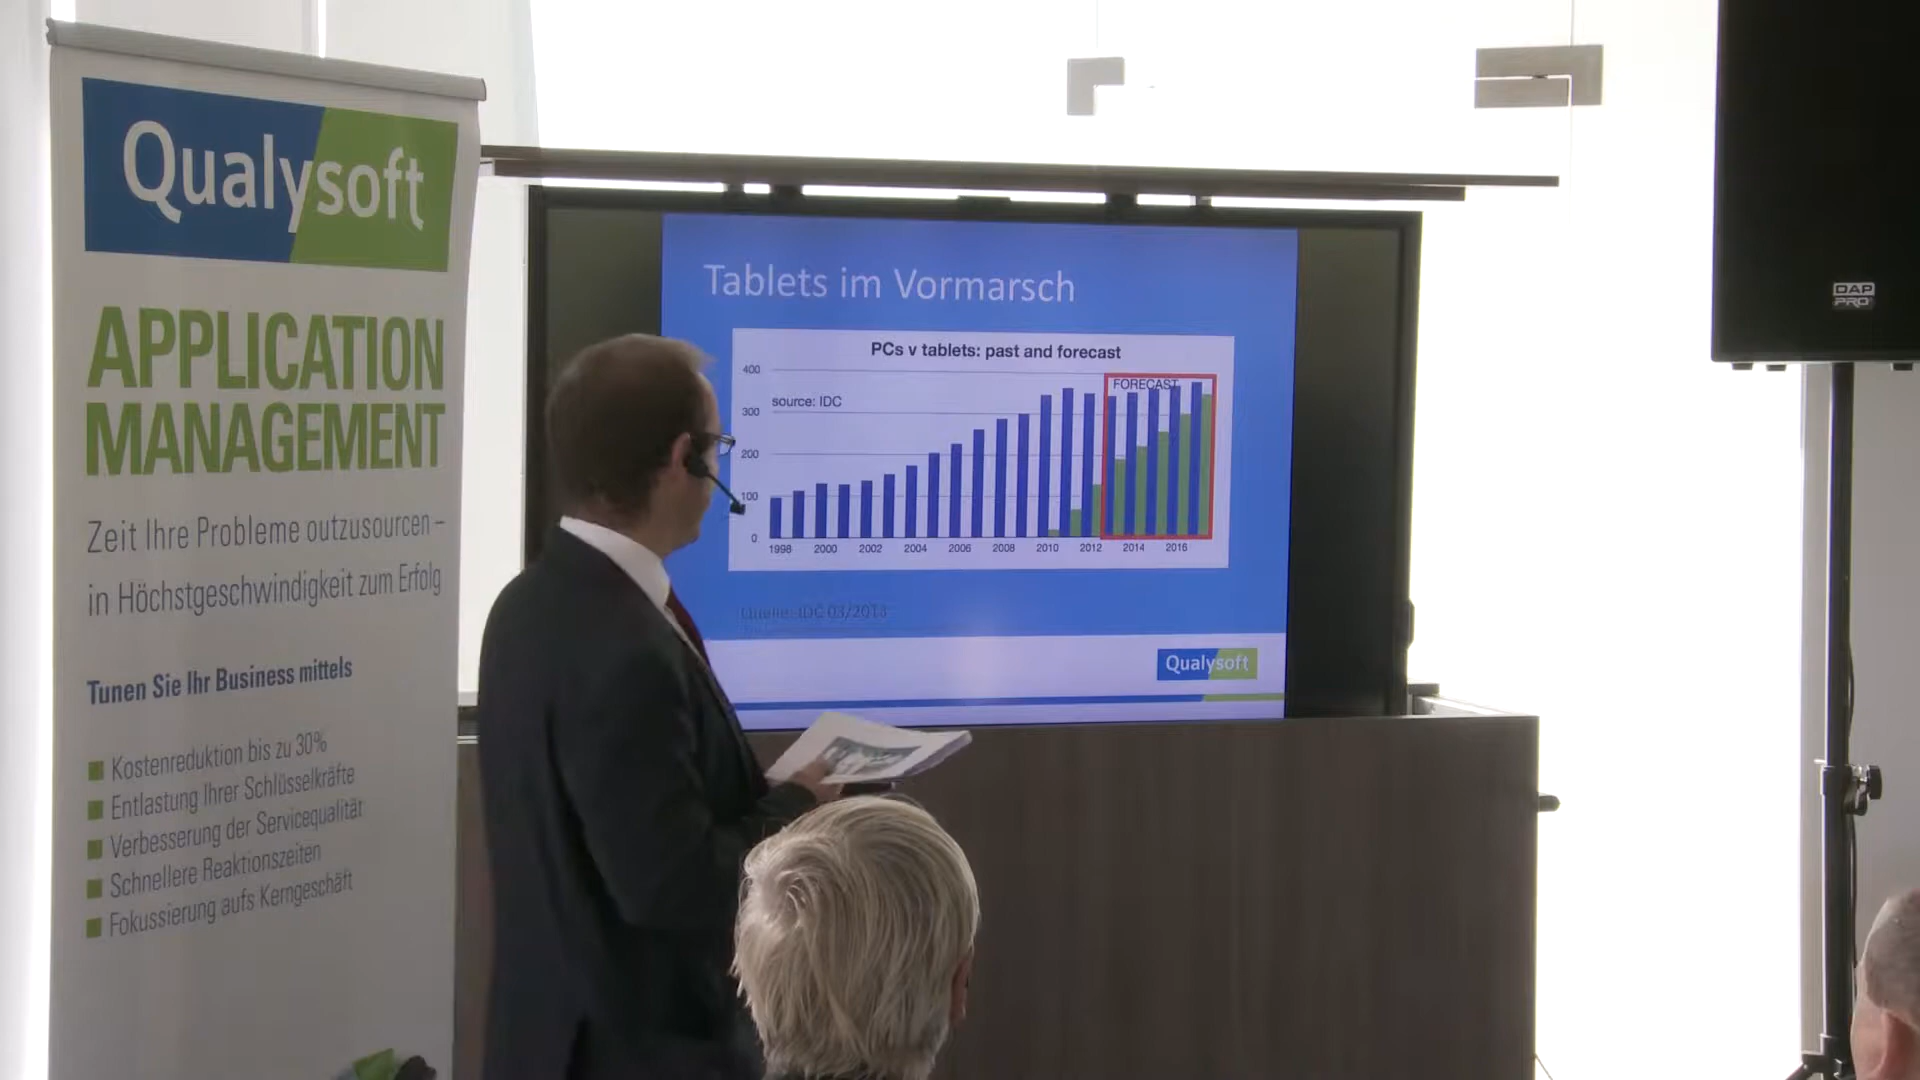 Qualysoft
APPLICATION
MANAGEMENT
Zeit Ihre Probleme outzusourcen –
in Höchstgeschwindigkeit zum Erfolg
Tunen Sie Ihr Business mittels
Kostenreduktion bis zu 30%
Entlastung Ihrer Schlüsselkräfte
Verbesserung der Servicequalität
Schnellere Reaktionszeiten
Fokussierung aufs Kerngeschäft
Tablets im Vormarsch
PCs v tablets: past and forecast
400
FORECAST
source: IDC
300
200
100
0
1998 2000 2002 2004 2006 2008 2010 2012 2014 2016
Quelle: IDC 03/2013
Qualysoft
DAP
PRO